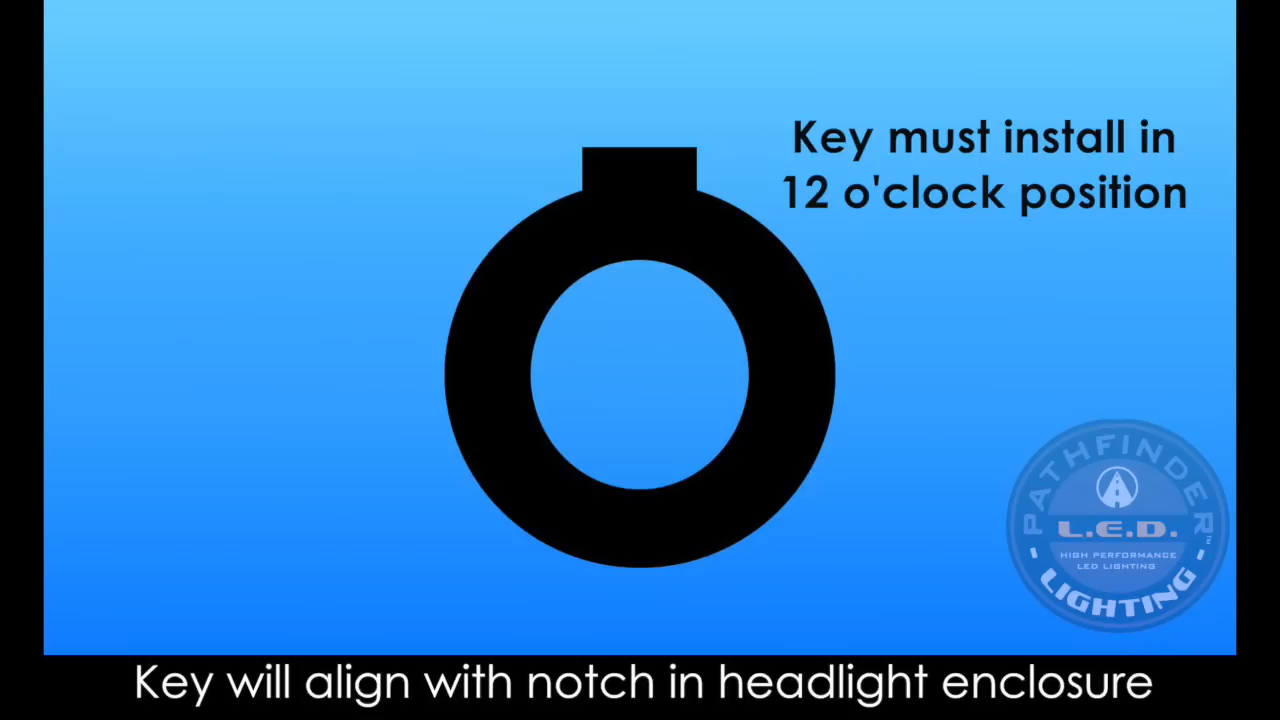 Key must install in
12 o'clock position
PATHFINDER
L.E.D.
HIGH PERFORMANCE
LED LIGHTING
- LIGHTING -
™
Key will align with notch in headlight enclosure